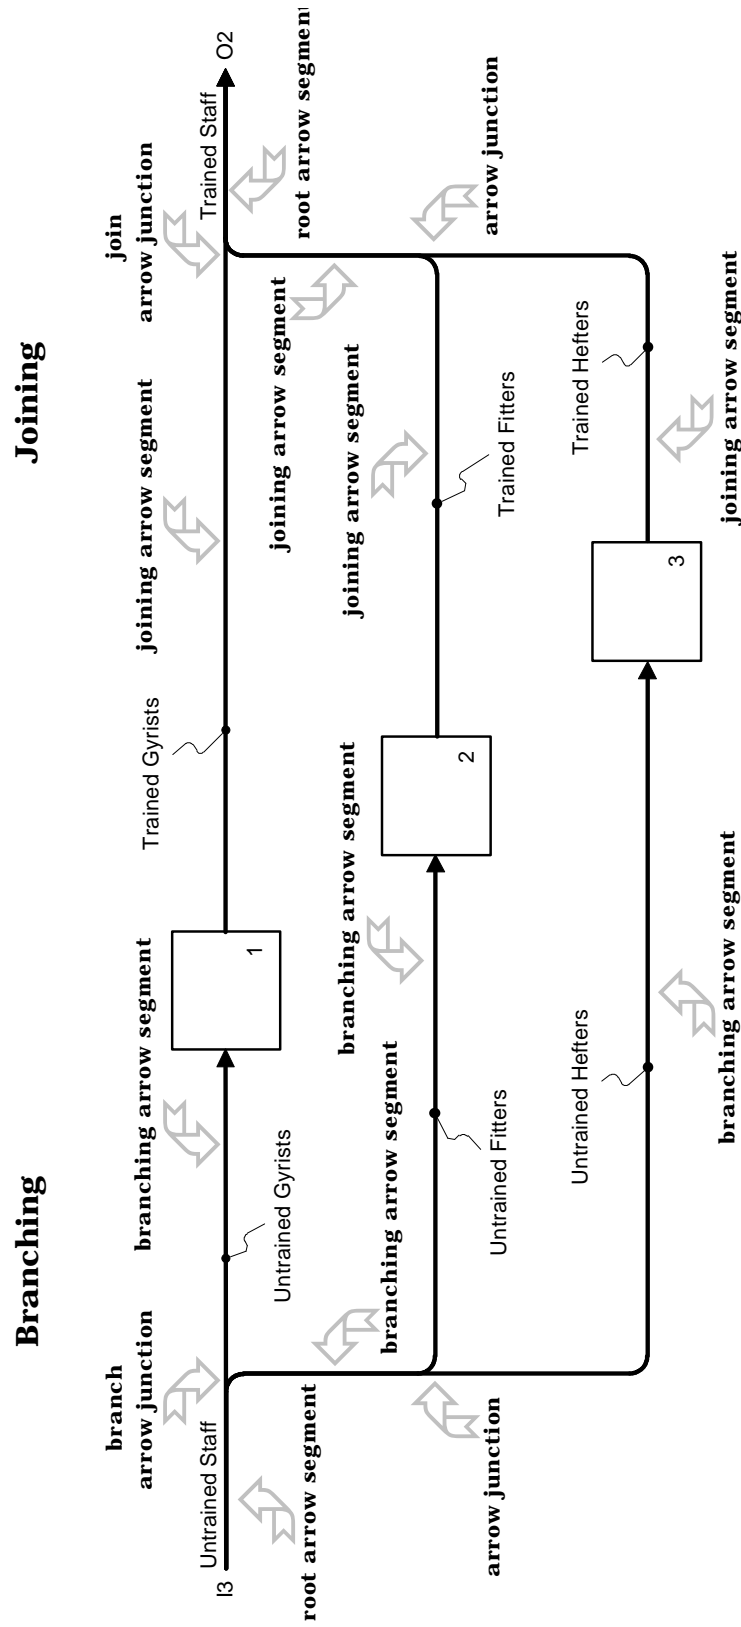 Branching
Joining
branch
arrow junction
branching arrow segment
joining arrow segment
join
arrow junction
I3
Untrained Staff
Trained Gyrists
Trained Staff
O2
Untrained Gyrists
1
root arrow segment
joining arrow segment
root arrow segment
branching arrow segment
branching arrow segment
joining arrow segment
2
arrow junction
Untrained Fitters
Trained Fitters
arrow junction
Untrained Hefters
Trained Hefters
3
branching arrow segment
joining arrow segment